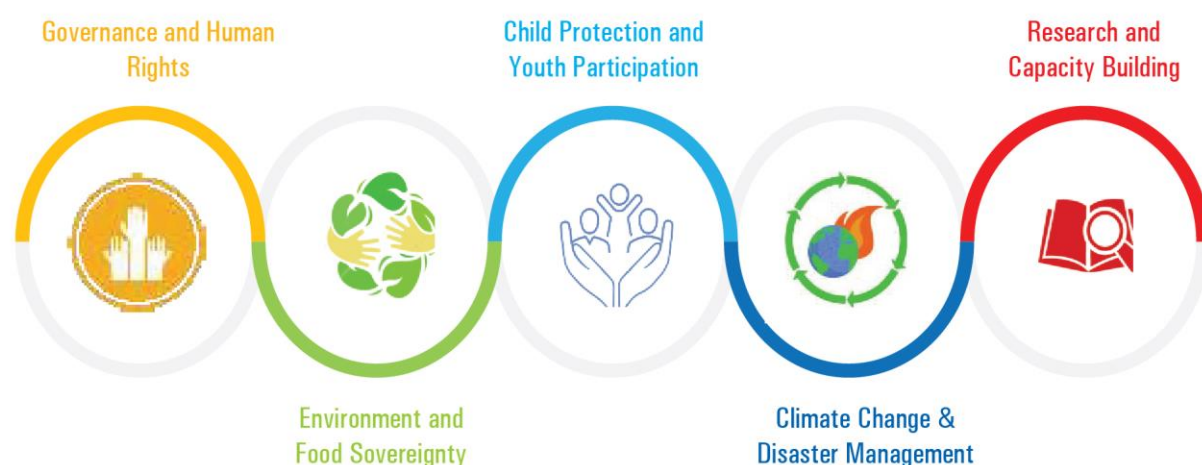 Governance and Human
Rights
Environment and
Food Sovereignty
Child Protection and
Youth Participation
Climate Change &
Disaster Management
Research and
Capacity Building